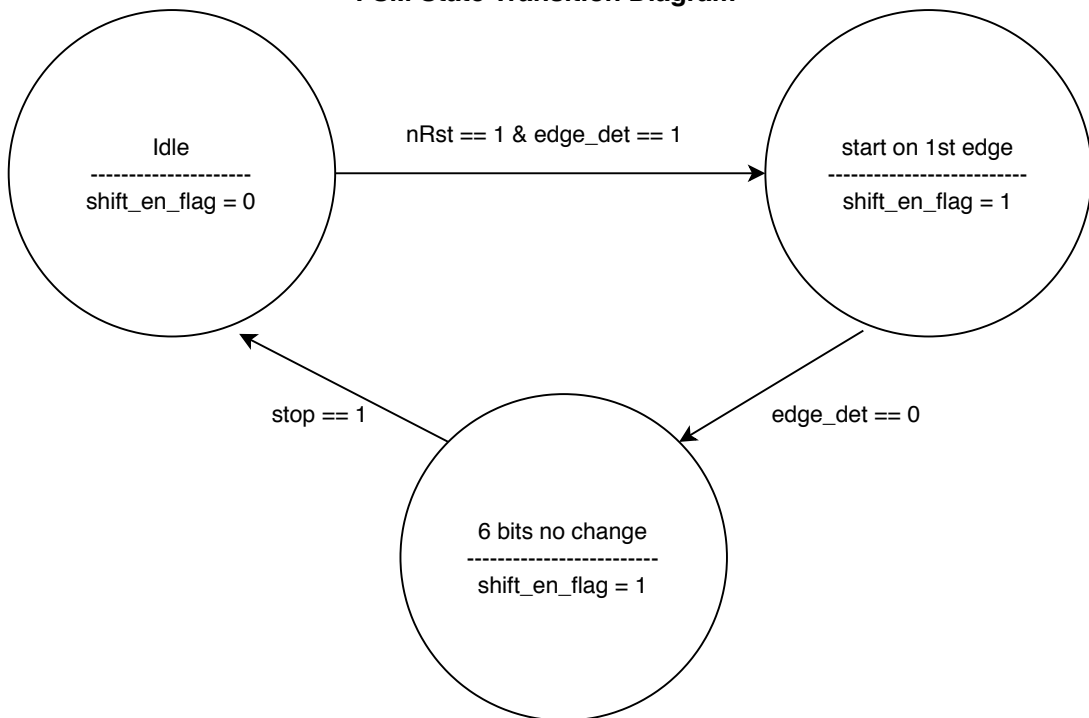 State Transition Diagram
Idle
---------------------
shift_en_flag = 0
nRst == 1 & edge_det == 1
start on 1st edge
--------------------------
shift_en_flag = 1
stop == 1
edge_det == 0
6 bits no change
-------------------------
shift_en_flag = 1